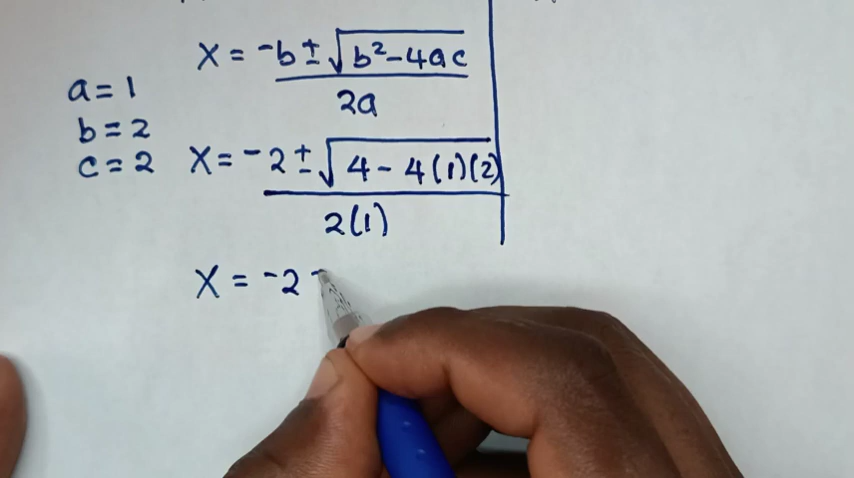 x = -b ± √b²-4ac
2a
a = 1
b = 2
c = 2
x = -2 ± √4 - 4(1)(2)
2(1)
x = -2 -